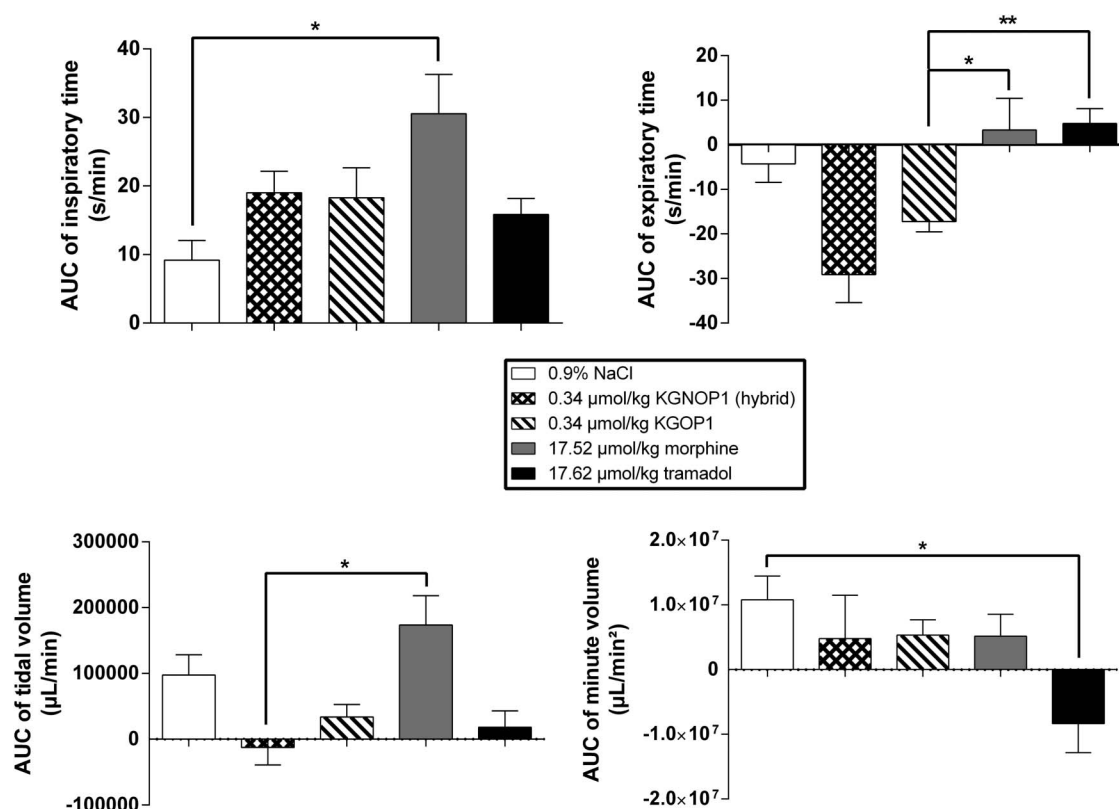 AUC of inspiratory time
(s/min)
40
30
20
10
0
*
AUC of expiratory time
(s/min)
20
10
0
-10
-20
-30
-40
**
*
0.9% NaCl
0.34 µmol/kg KGNOP1 (hybrid)
0.34 µmol/kg KGOP1
17.52 µmol/kg morphine
17.62 µmol/kg tramadol
AUC of tidal volume
(µL/min)
300000
200000
100000
0
-100000
*
AUC of minute volume
(µL/min²)
2.0×10⁷
1.0×10⁷
0
-1.0×10⁷
-2.0×10⁷
*